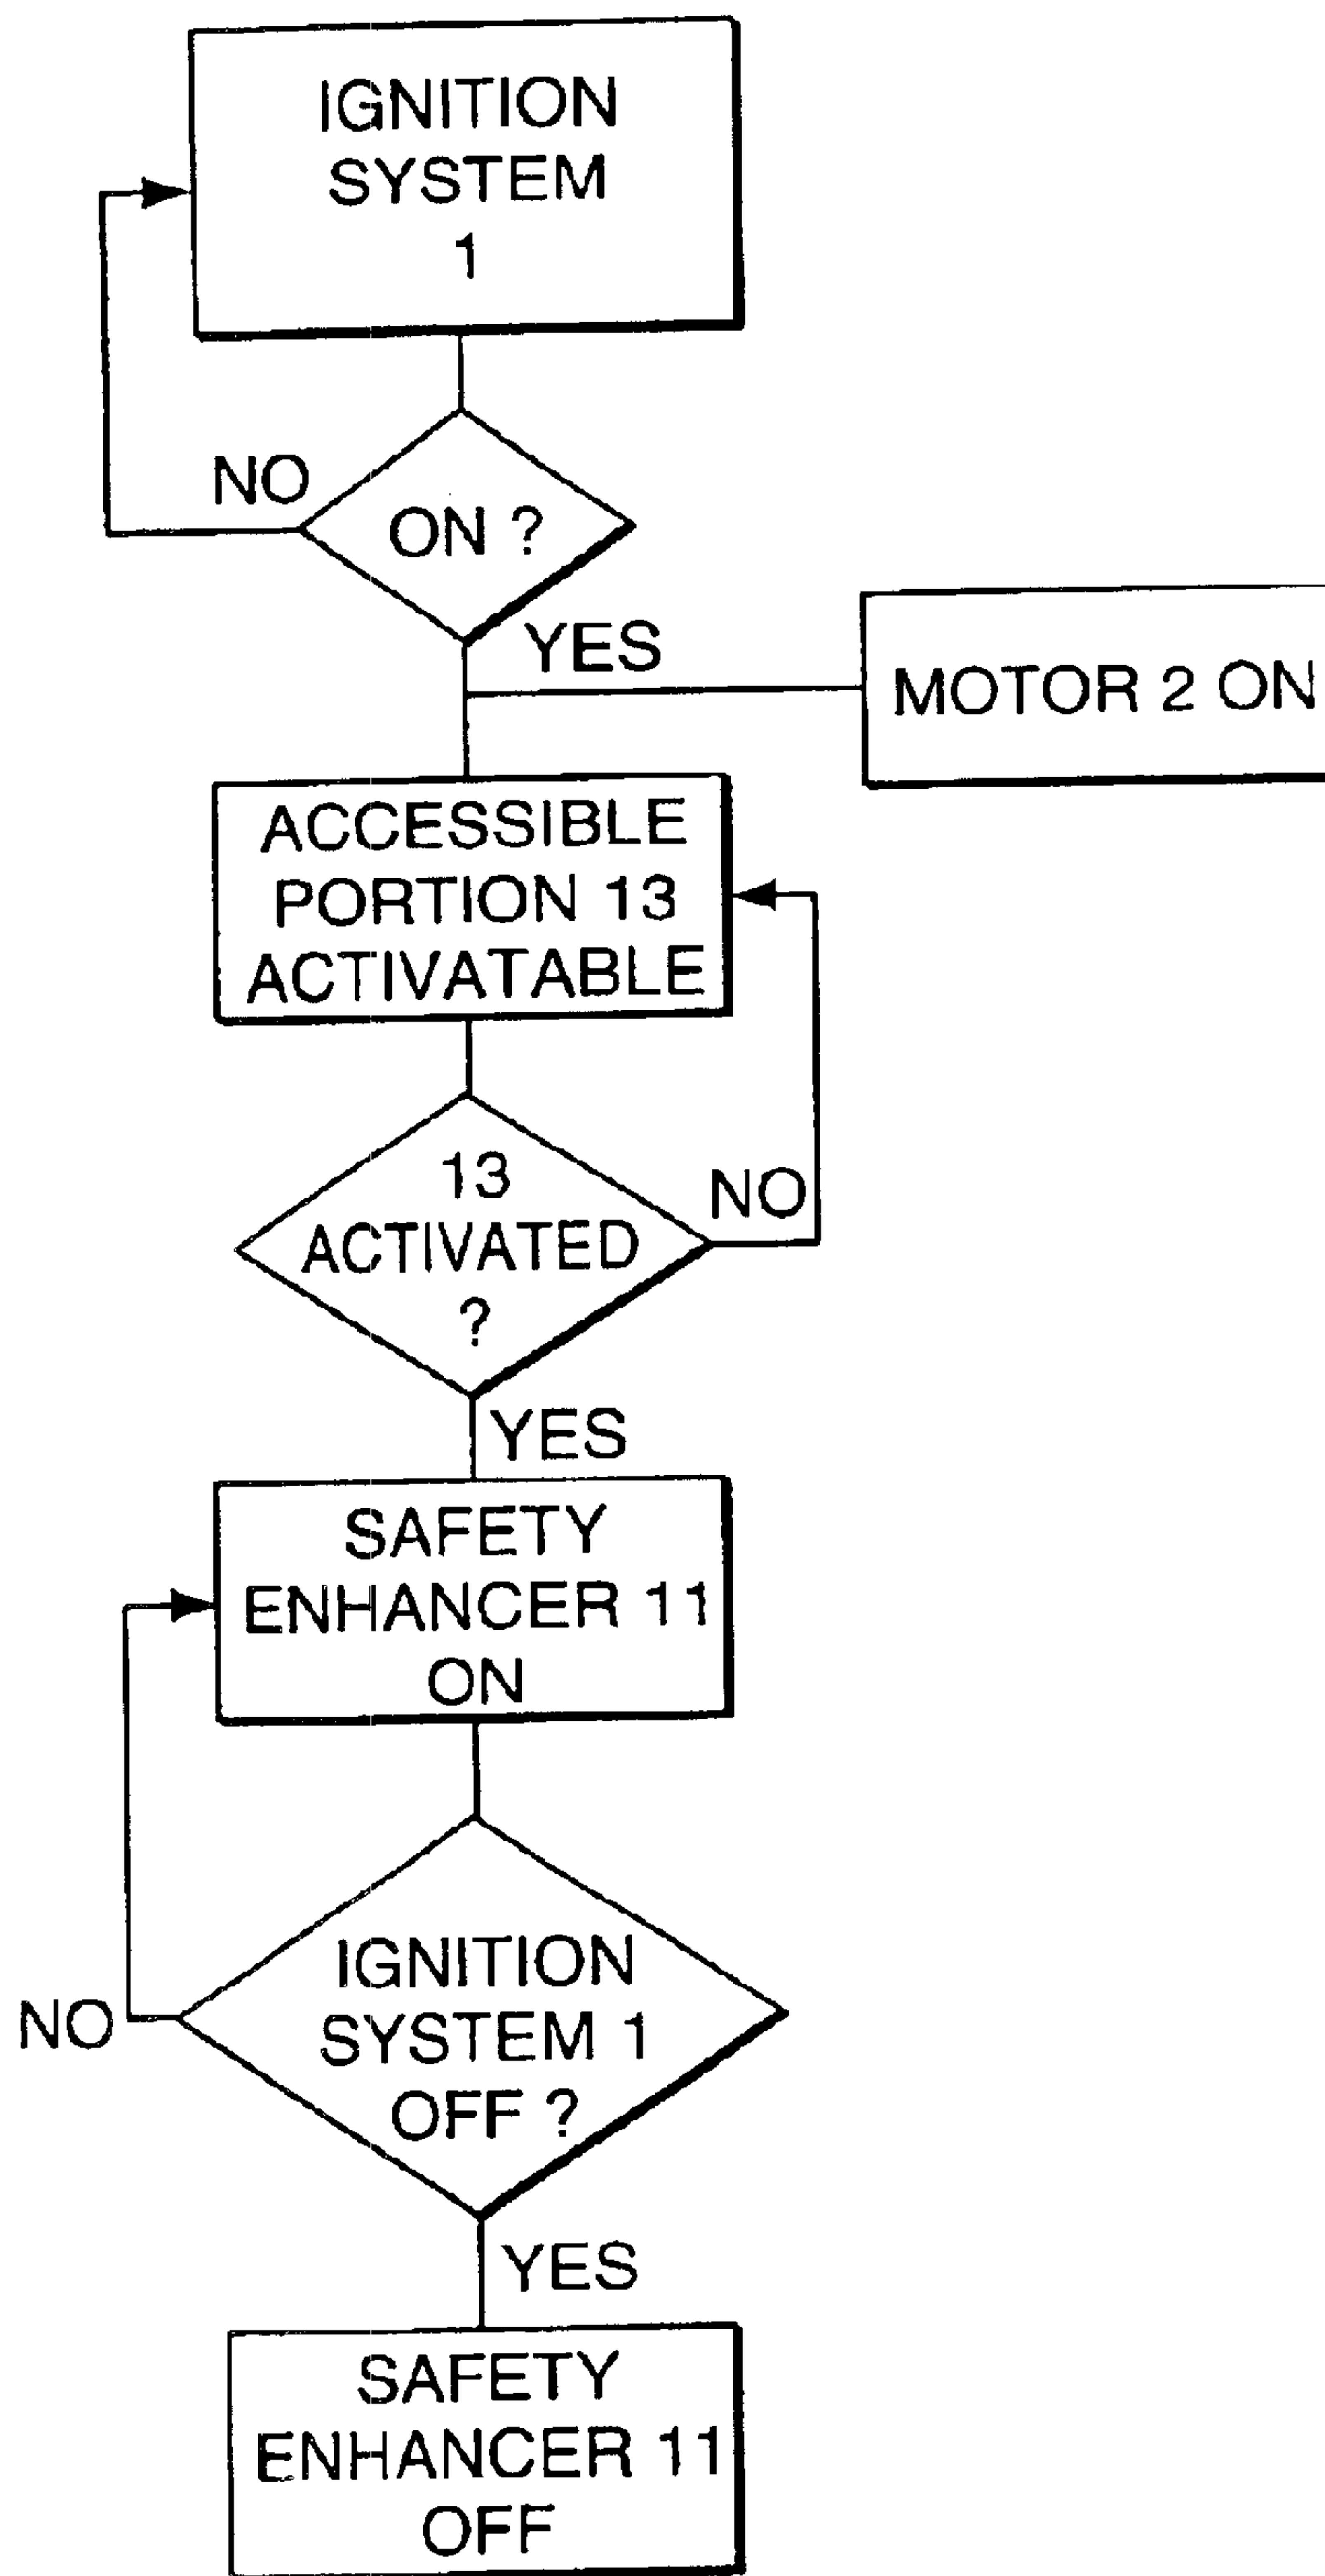 IGNITION
SYSTEM
1
NO
ON ?
YES
MOTOR 2 ON
ACCESSIBLE
PORTION 13
ACTIVATABLE
13
ACTIVATED
?
NO
YES
SAFETY
ENHANCER 11
ON
IGNITION
SYSTEM 1
OFF ?
NO
YES
SAFETY
ENHANCER 11
OFF